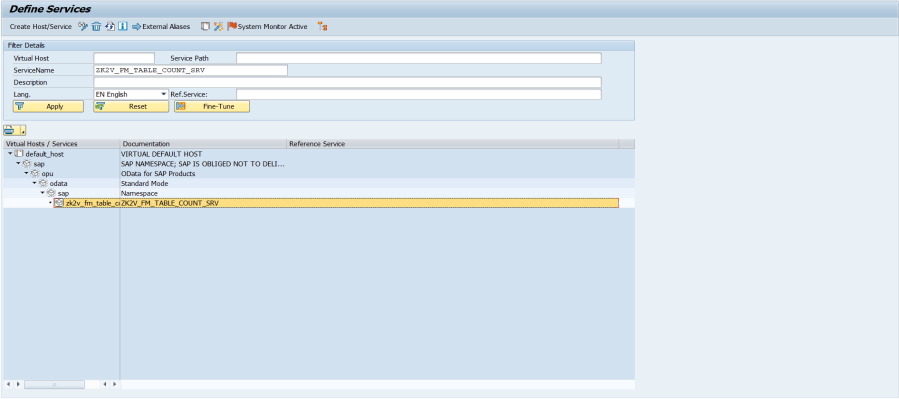 Define Services
Create Host/Service External Aliases System Monitor Active
Filter Details
Virtual Host Service Path
ServiceName ZK2V_FM_TABLE_COUNT_SRV
Description
Lang. EN English Ref.Service:
Apply Reset Fine-Tune
Virtual Hosts / Services Documentation Reference Service
default_host VIRTUAL DEFAULT HOST
sap SAP NAMESPACE; SAP IS OBLIGED NOT TO DELI...
opu OData for SAP Products
odata Standard Mode
sap Namespace
zk2v_fm_table_c ZK2V_FM_TABLE_COUNT_SRV